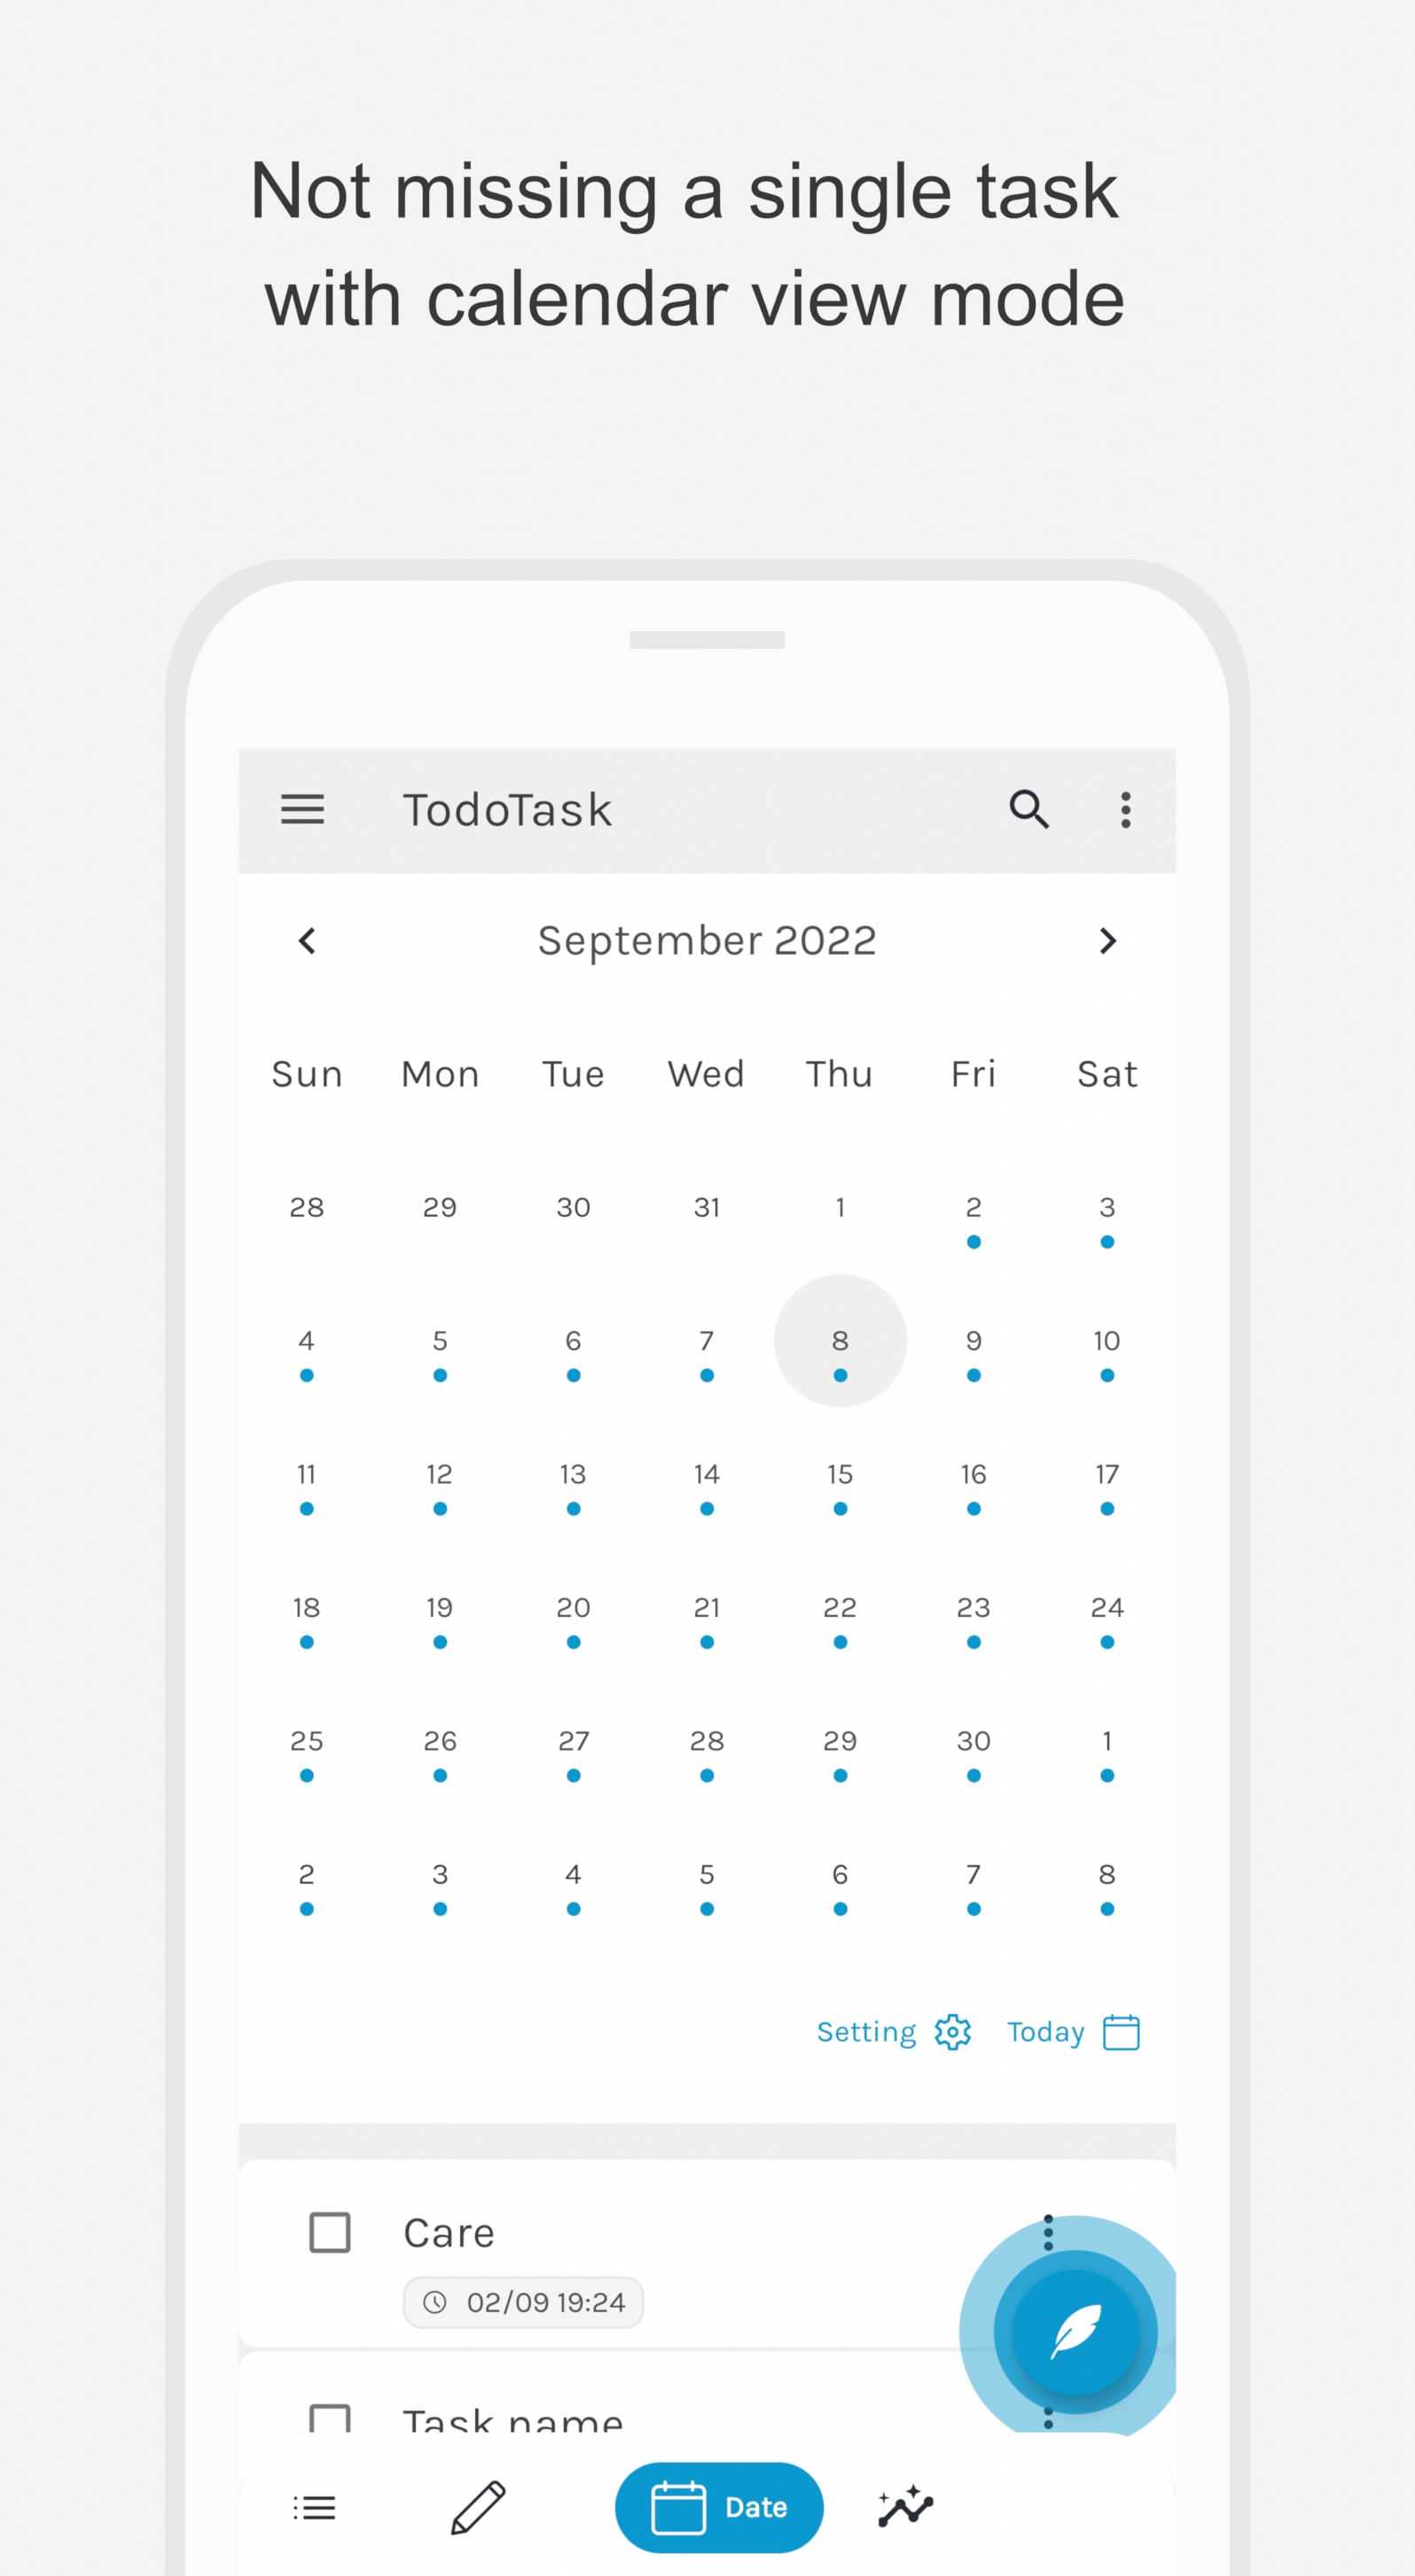 Not missing a single task
with calendar view mode
TodoTask
September 2022
Sun Mon Tue Wed Thu Fri Sat
28 29 30 31 1 2 3
4 5 6 7 8 9 10
11 12 13 14 15 16 17
18 19 20 21 22 23 24
25 26 27 28 29 30 1
2 3 4 5 6 7 8
Setting Today
Care
02/09 19:24
Task name
Date